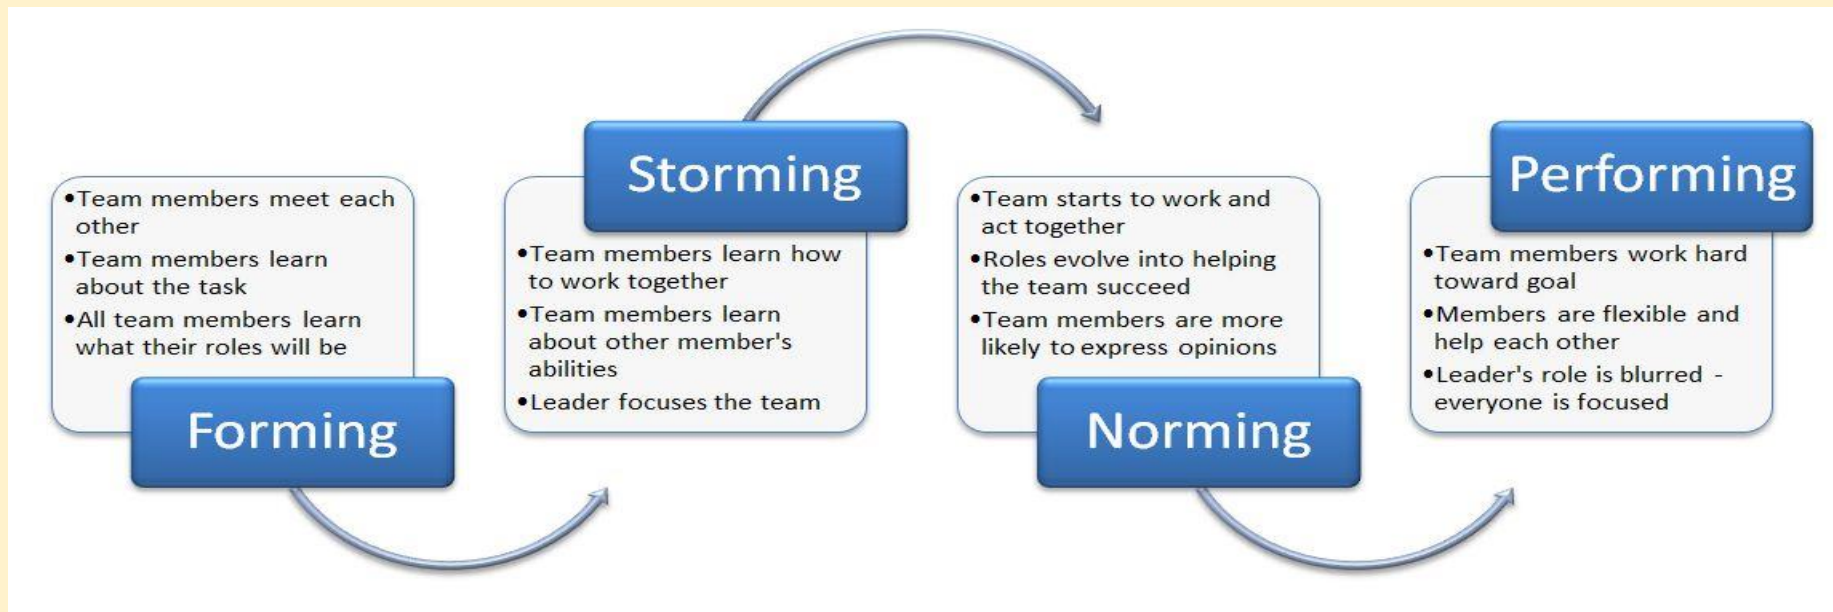 •Team members meet each
other
•Team members learn
about the task
•All team members learn
what their roles will be
Forming
Storming
•Team members learn how
to work together
•Team members learn
about other member's
abilities
•Leader focuses the team
•Team starts to work and
act together
•Roles evolve into helping
the team succeed
•Team members are more
likely to express opinions
Norming
Performing
•Team members work hard
toward goal
•Members are flexible and
help each other
•Leader's role is blurred -
everyone is focused